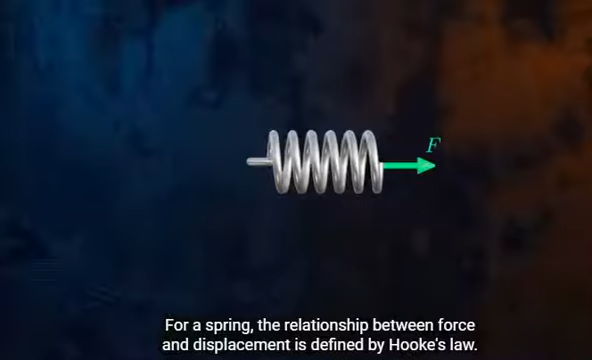 F
For a spring, the relationship between force
and displacement is defined by Hooke's law.